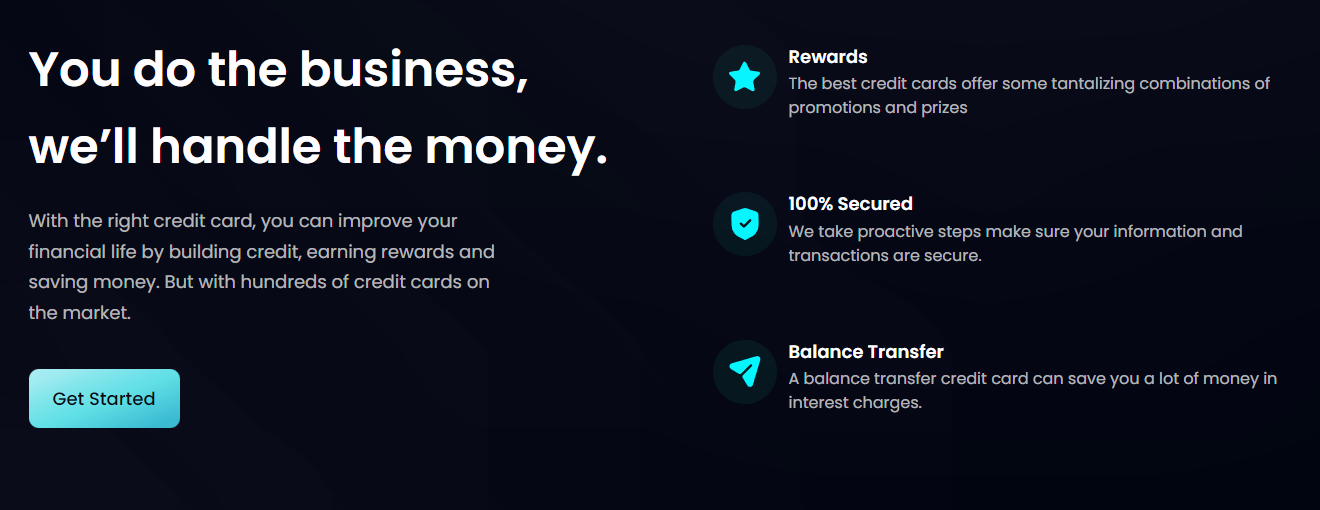 You do the business,
we’ll handle the money.
With the right credit card, you can improve your
financial life by building credit, earning rewards and
saving money. But with hundreds of credit cards on
the market.
Get Started
Rewards
The best credit cards offer some tantalizing combinations of
promotions and prizes
100% Secured
We take proactive steps make sure your information and
transactions are secure.
Balance Transfer
A balance transfer credit card can save you a lot of money in
interest charges.